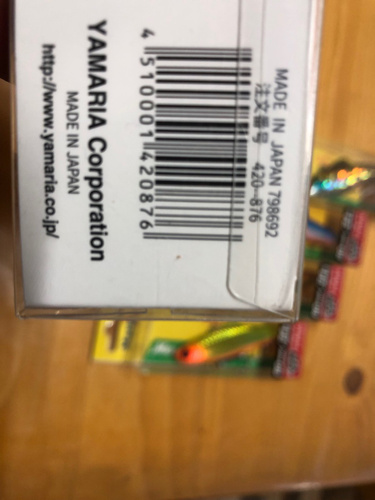 MADE IN JAPAN 798692
注文番号 420-876
4 510001 420876
YAMARIA Corporation
MADE IN JAPAN
http://www.yamaria.co.jp/